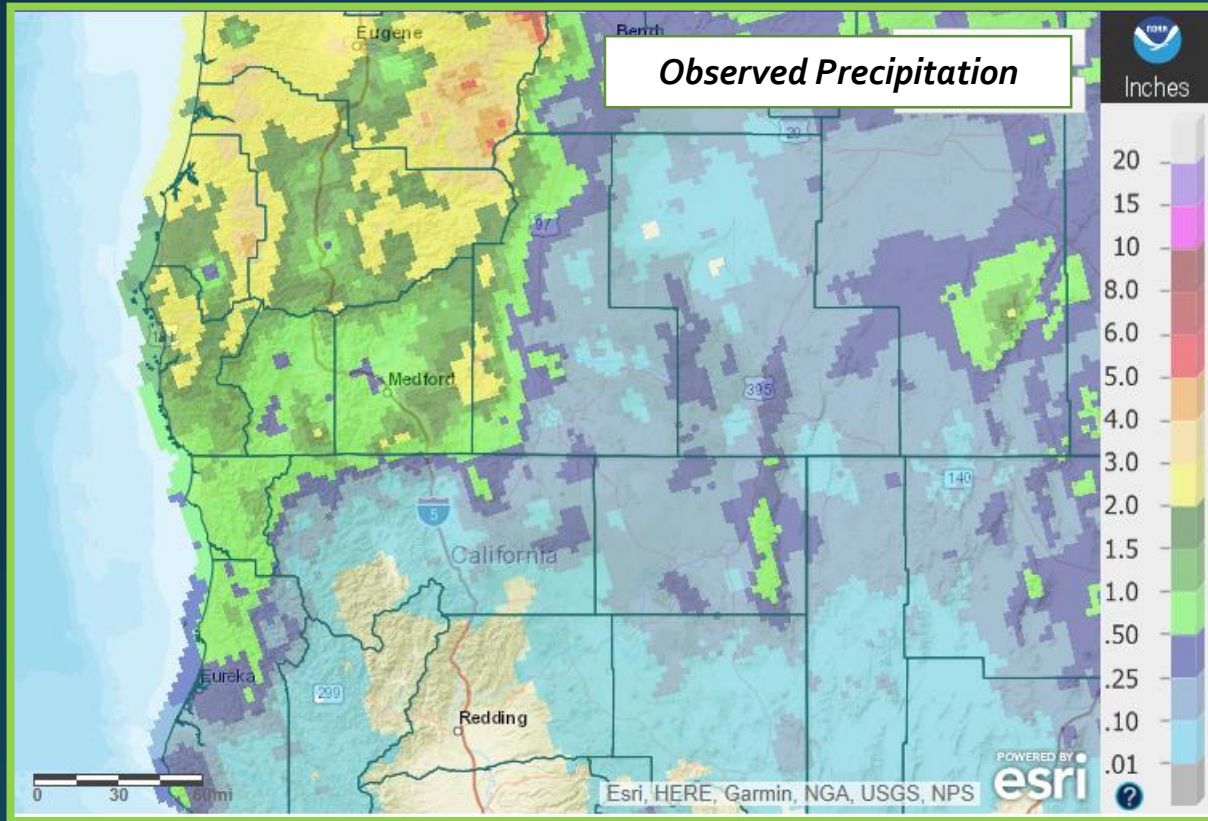 Eugene
Bend
Observed Precipitation
NOAA
Inches
20
97
Medford
395
5
California
140
Eureka
299
Redding
20
15
10
8.0
6.0
5.0
4.0
3.0
2.0
1.5
1.0
.50
.25
.10
.01
?
0 30 60mi
Esri, HERE, Garmin, NGA, USGS, NPS
POWERED BY
esri